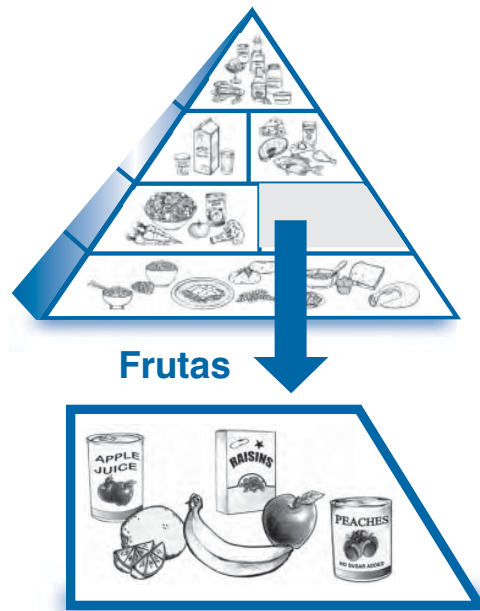 Frutas
APPLE
JUICE
RAISINS
PEACHES
NO SUGAR ADDED